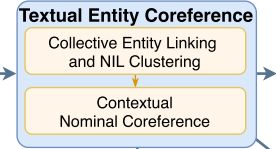 Textual Entity Coreference
Collective Entity Linking
and NIL Clustering
Contextual
Nominal Coreference